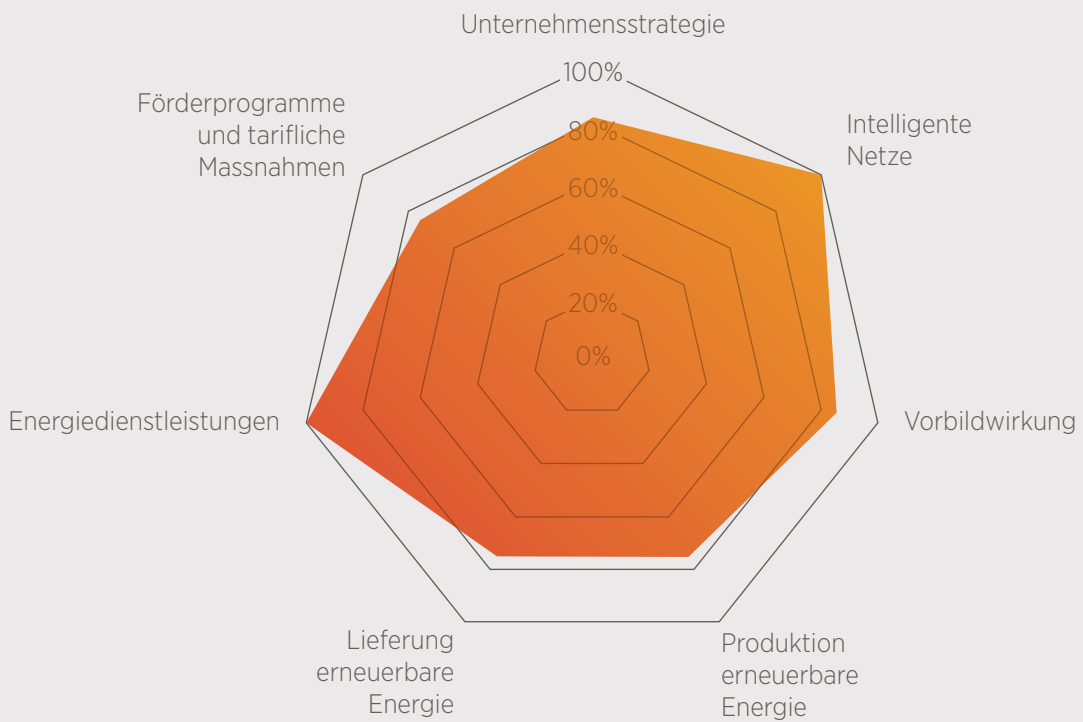 Unternehmensstrategie
100%
80%
60%
40%
20%
0%
Intelligente
Netze
Vorbildwirkung
Produktion
erneuerbare
Energie
Lieferung
erneuerbare
Energie
Energiedienstleistungen
Förderprogramme
und tarifliche
Massnahmen